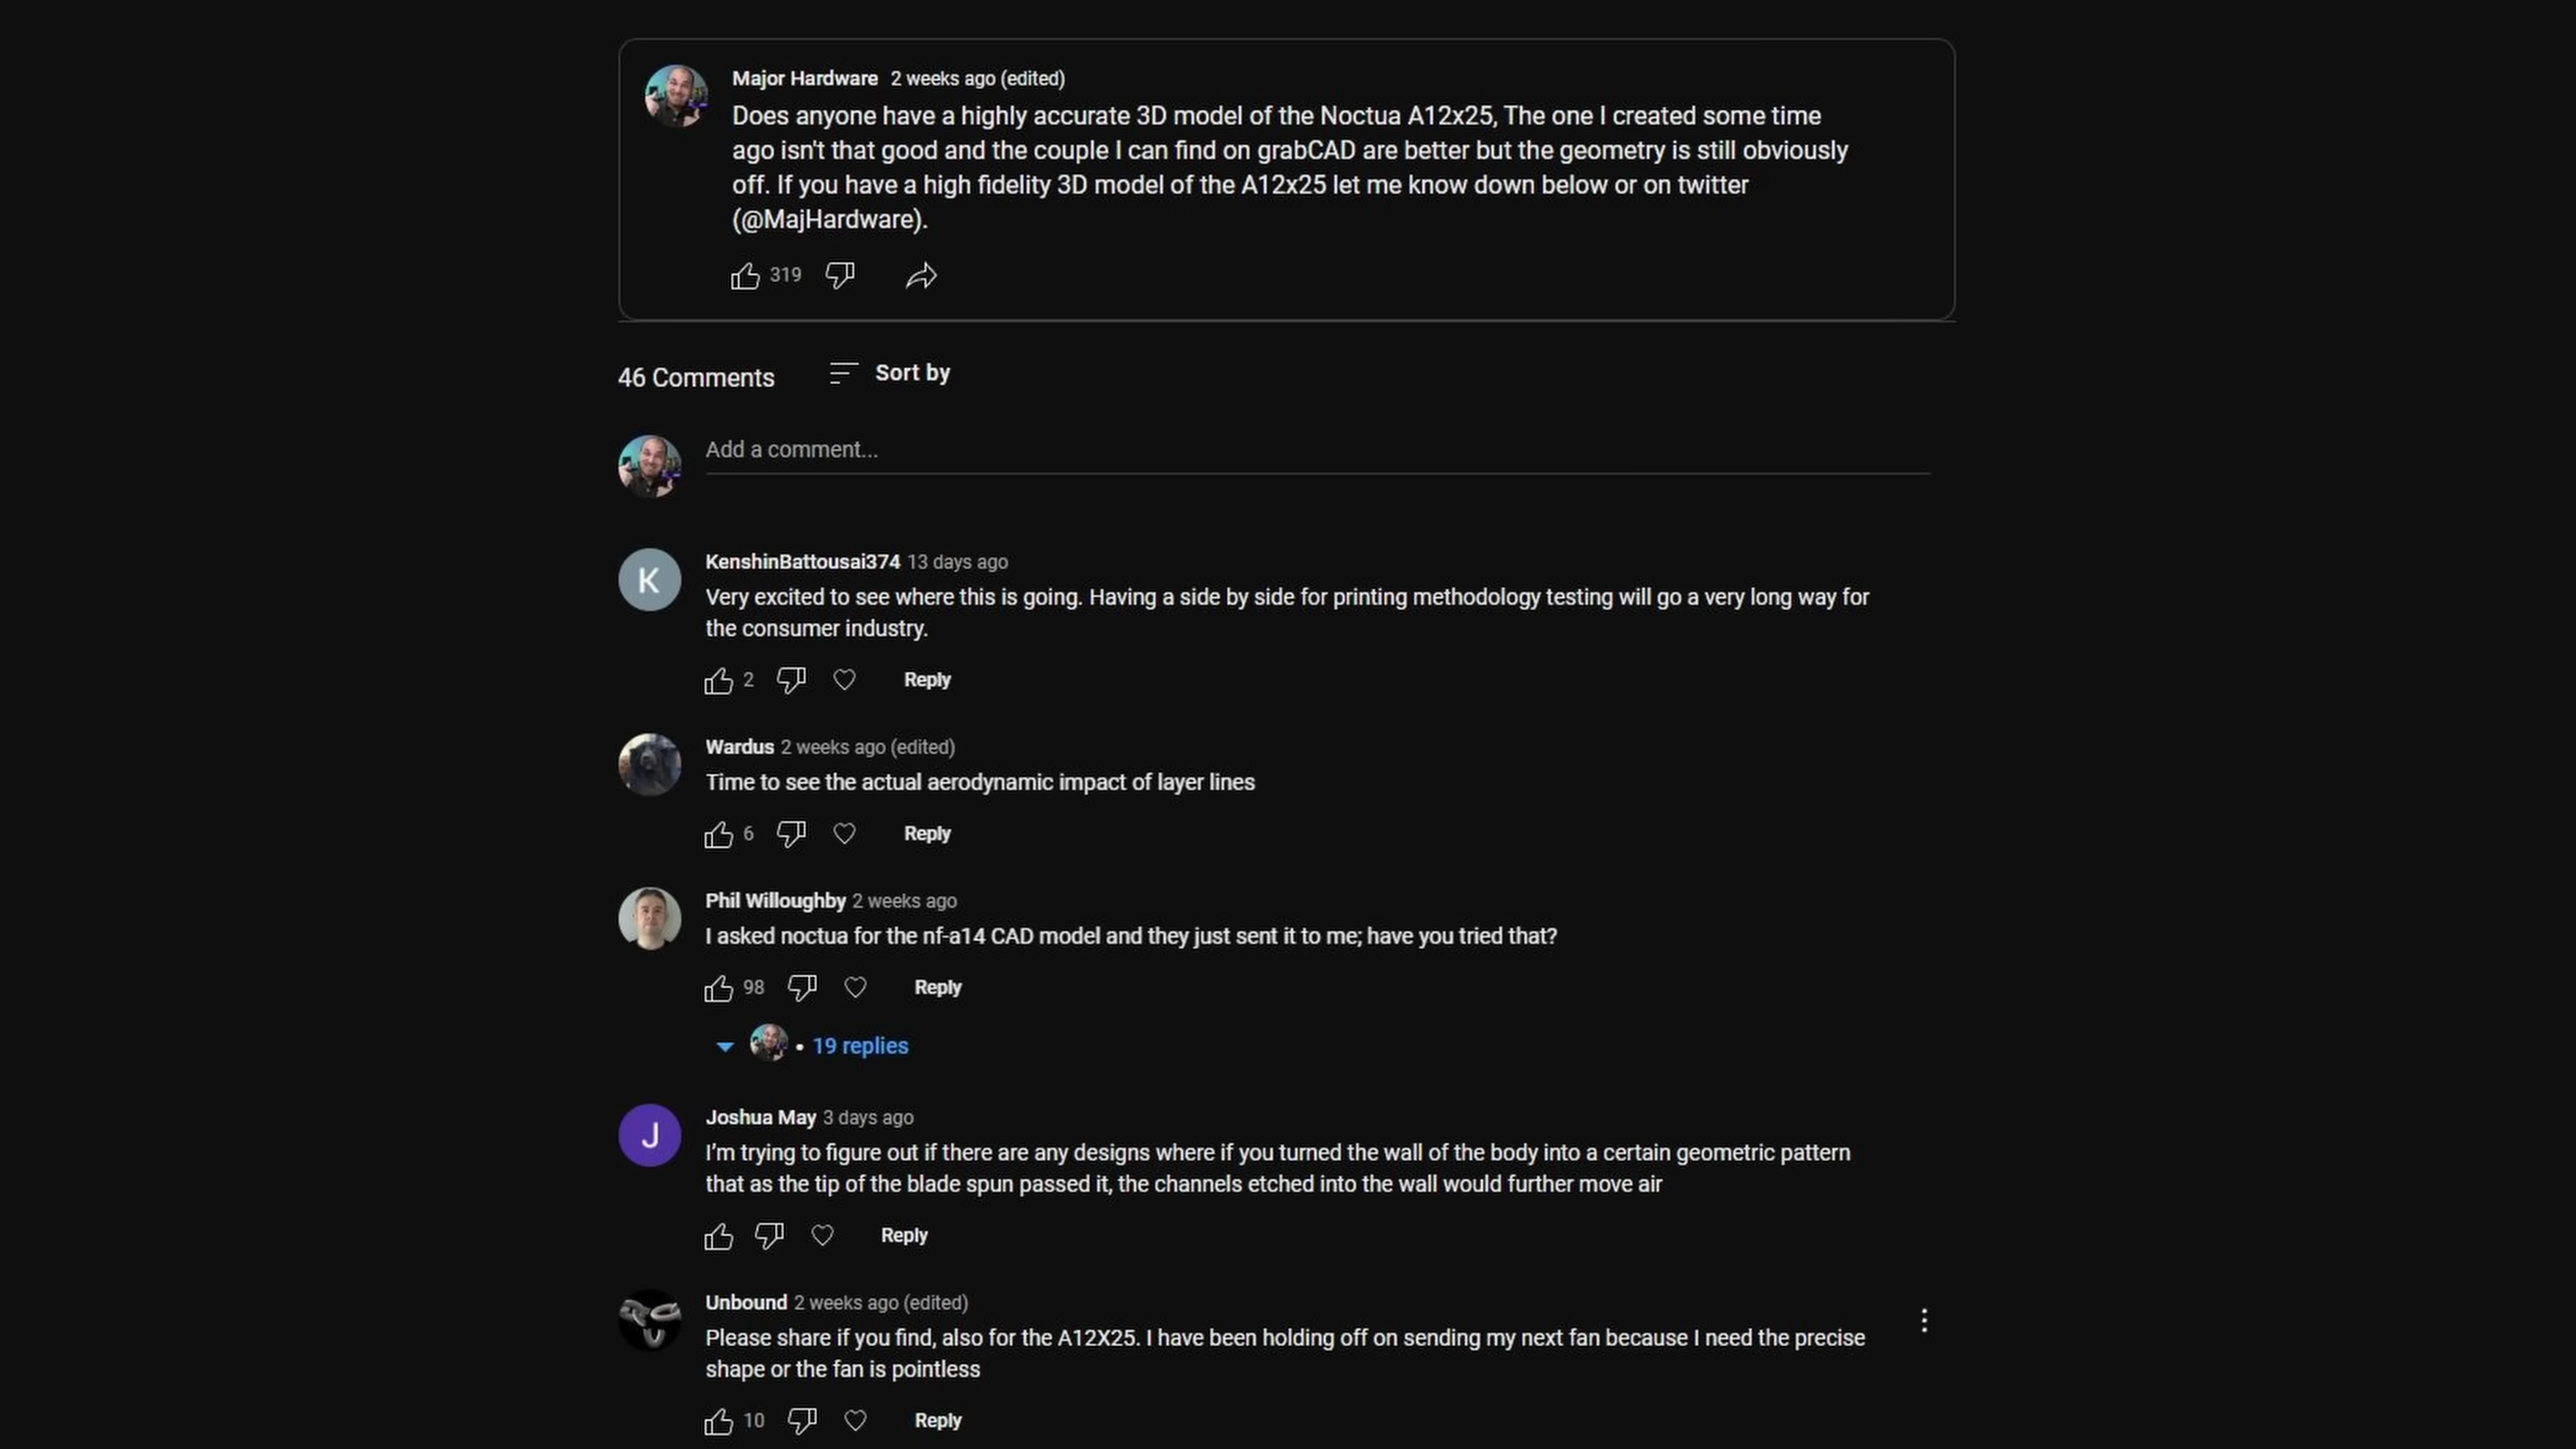 Major Hardware 2 weeks ago (edited)
Does anyone have a highly accurate 3D model of the Noctua A12x25, The one I created some time
ago isn't that good and the couple I can find on grabCAD are better but the geometry is still obviously
off. If you have a high fidelity 3D model of the A12x25 let me know down below or on twitter
(@MajHardware).
319
46 Comments Sort by
Add a comment...
K
KenshinBattousai374 13 days ago
Very excited to see where this is going. Having a side by side for printing methodology testing will go a very long way for
the consumer industry.
2 Reply
Wardus 2 weeks ago (edited)
Time to see the actual aerodynamic impact of layer lines
6 Reply
Phil Willoughby 2 weeks ago
I asked noctua for the nf-a14 CAD model and they just sent it to me; have you tried that?
98 Reply
• 19 replies
J
Joshua May 3 days ago
I'm trying to figure out if there are any designs where if you turned the wall of the body into a certain geometric pattern
that as the tip of the blade spun passed it, the channels etched into the wall would further move air
Reply
Unbound 2 weeks ago (edited)
Please share if you find, also for the A12X25. I have been holding off on sending my next fan because I need the precise
shape or the fan is pointless
10 Reply